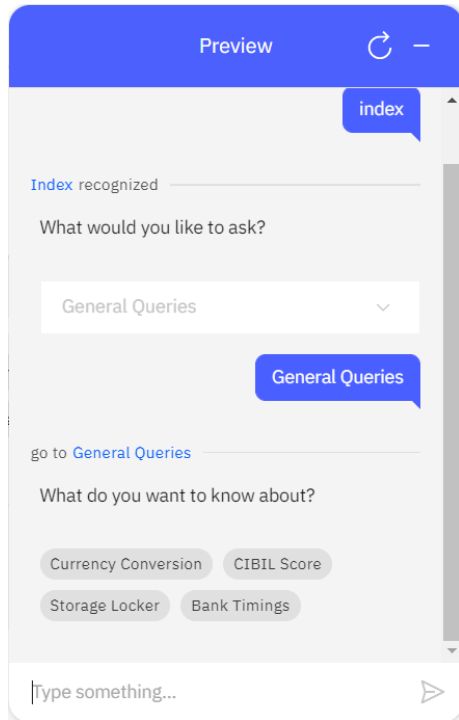 Preview
index
Index recognized
What would you like to ask?
General Queries
General Queries
go to General Queries
What do you want to know about?
Currency Conversion CIBIL Score
Storage Locker Bank Timings
Type something...